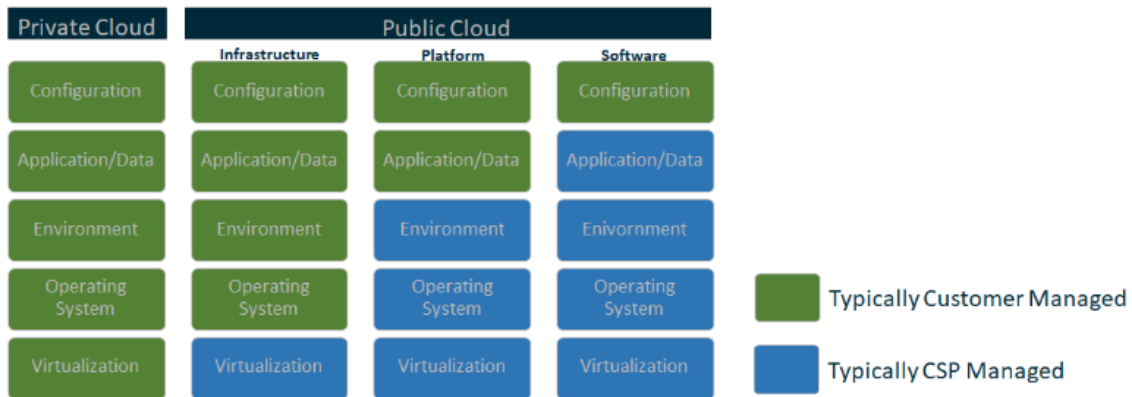 Private Cloud
Public Cloud
Infrastructure
Platform
Software
Configuration
Configuration
Configuration
Configuration
Application/Data
Application/Data
Application/Data
Application/Data
Environment
Environment
Environment
Enivornment
Operating
System
Operating
System
Operating
System
Operating
System
Virtualization
Virtualization
Virtualization
Virtualization
Typically Customer Managed
Typically CSP Managed